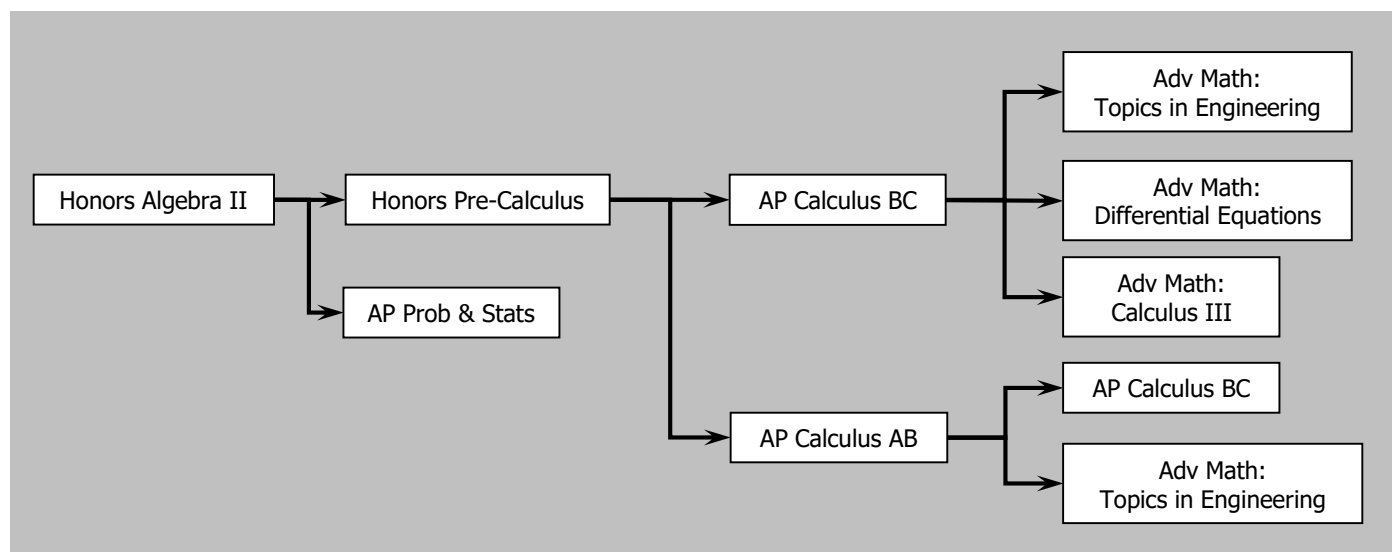 Adv Math:
Topics in Engineering
Honors Algebra II
Honors Pre-Calculus
AP Calculus BC
Adv Math:
Differential Equations
AP Prob & Stats
Adv Math:
Calculus III
AP Calculus BC
AP Calculus AB
Adv Math:
Topics in Engineering